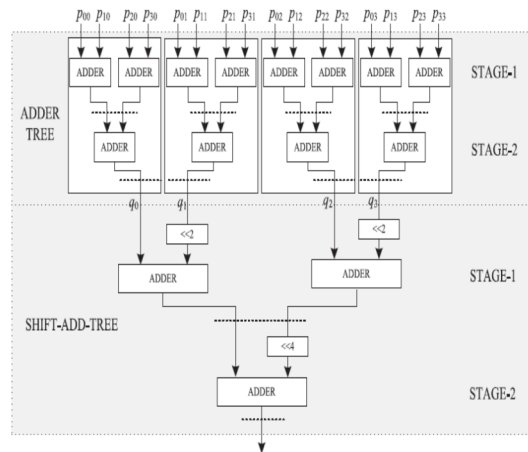 p00 p10 p20 p30 p01 p11 p21 p31 p02 p12 p22 p32 p03 p13 p23 p33
ADDER ADDER ADDER ADDER ADDER ADDER ADDER ADDER STAGE-1
ADDER
TREE
ADDER ADDER ADDER ADDER STAGE-2
q0 q1 q2 q3
<<2 <<2
ADDER ADDER STAGE-1
SHIFT-ADD-TREE
<<4
ADDER STAGE-2